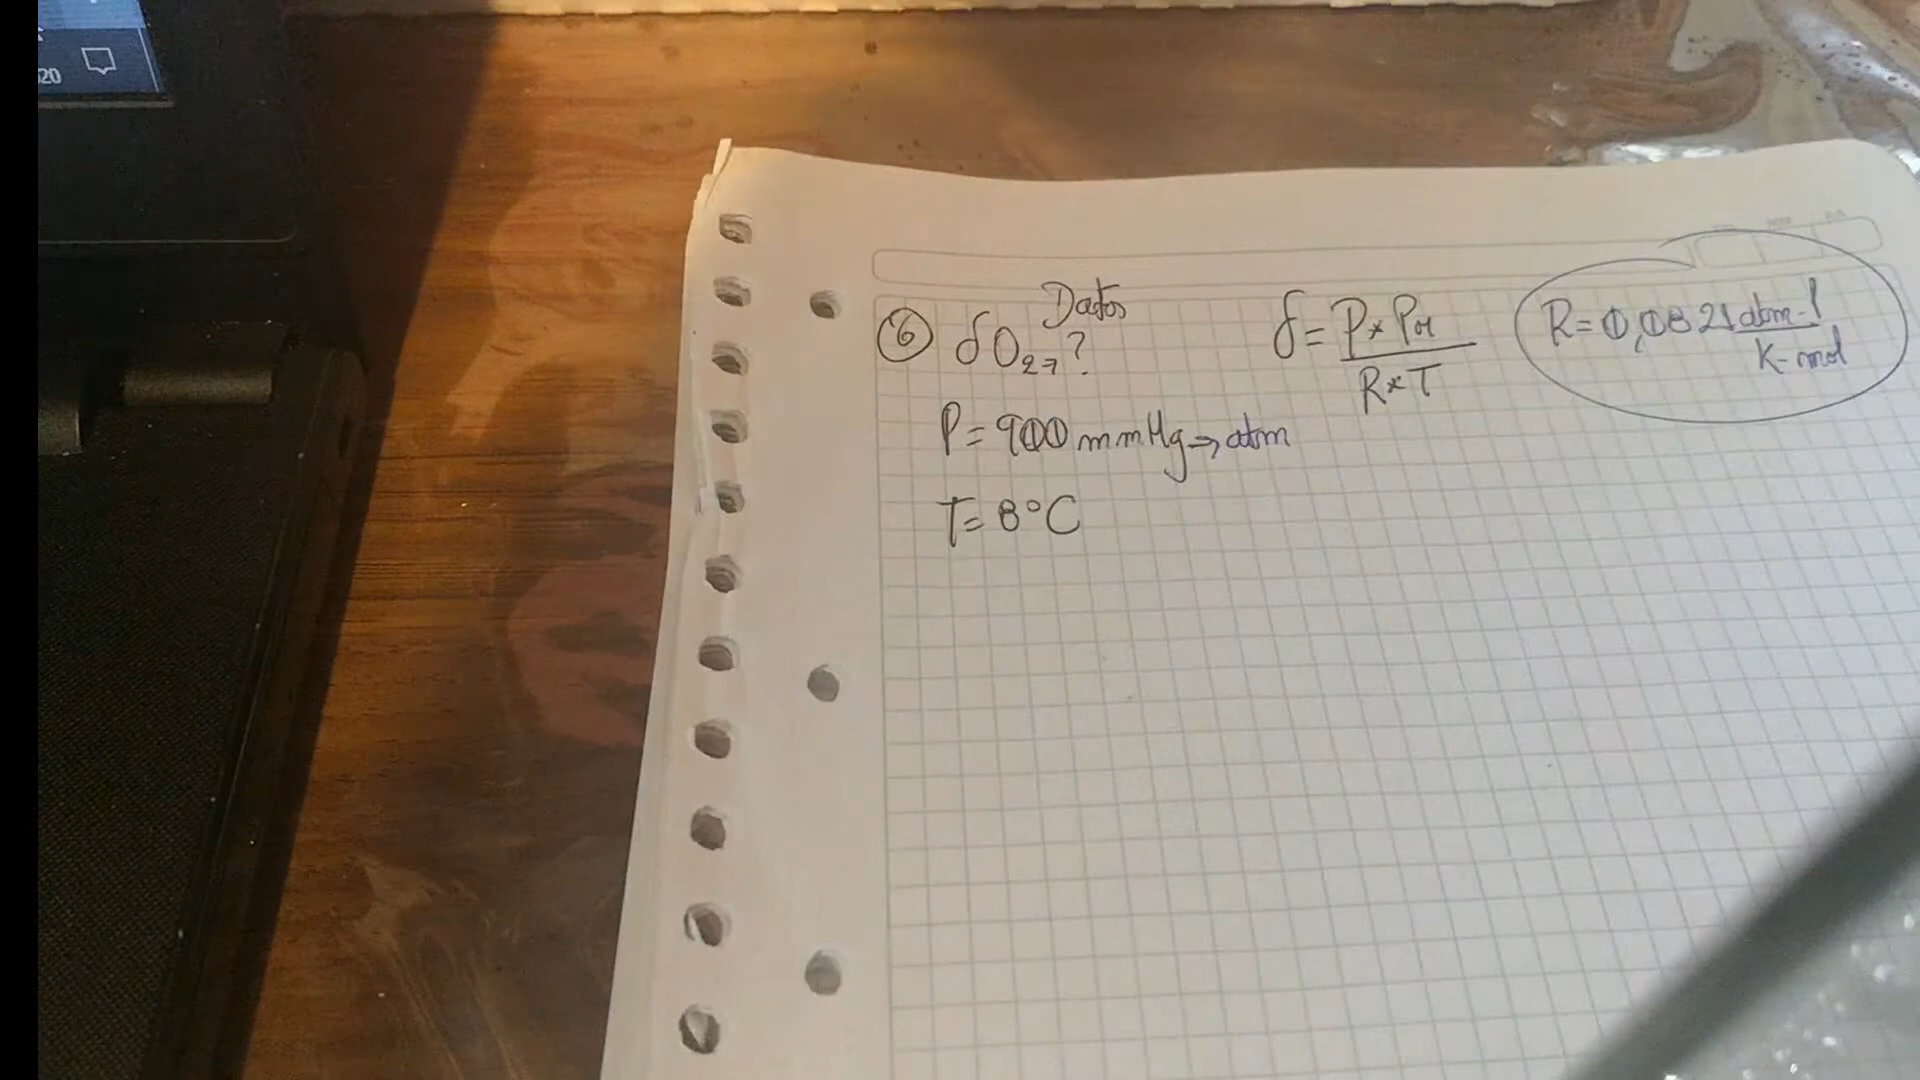 20
Datos
6 δO₂→?
δ = P * PM
R * T
R = 0,0821 atm-l
K-mol
P = 900 mmHg → atm
T = 8°C